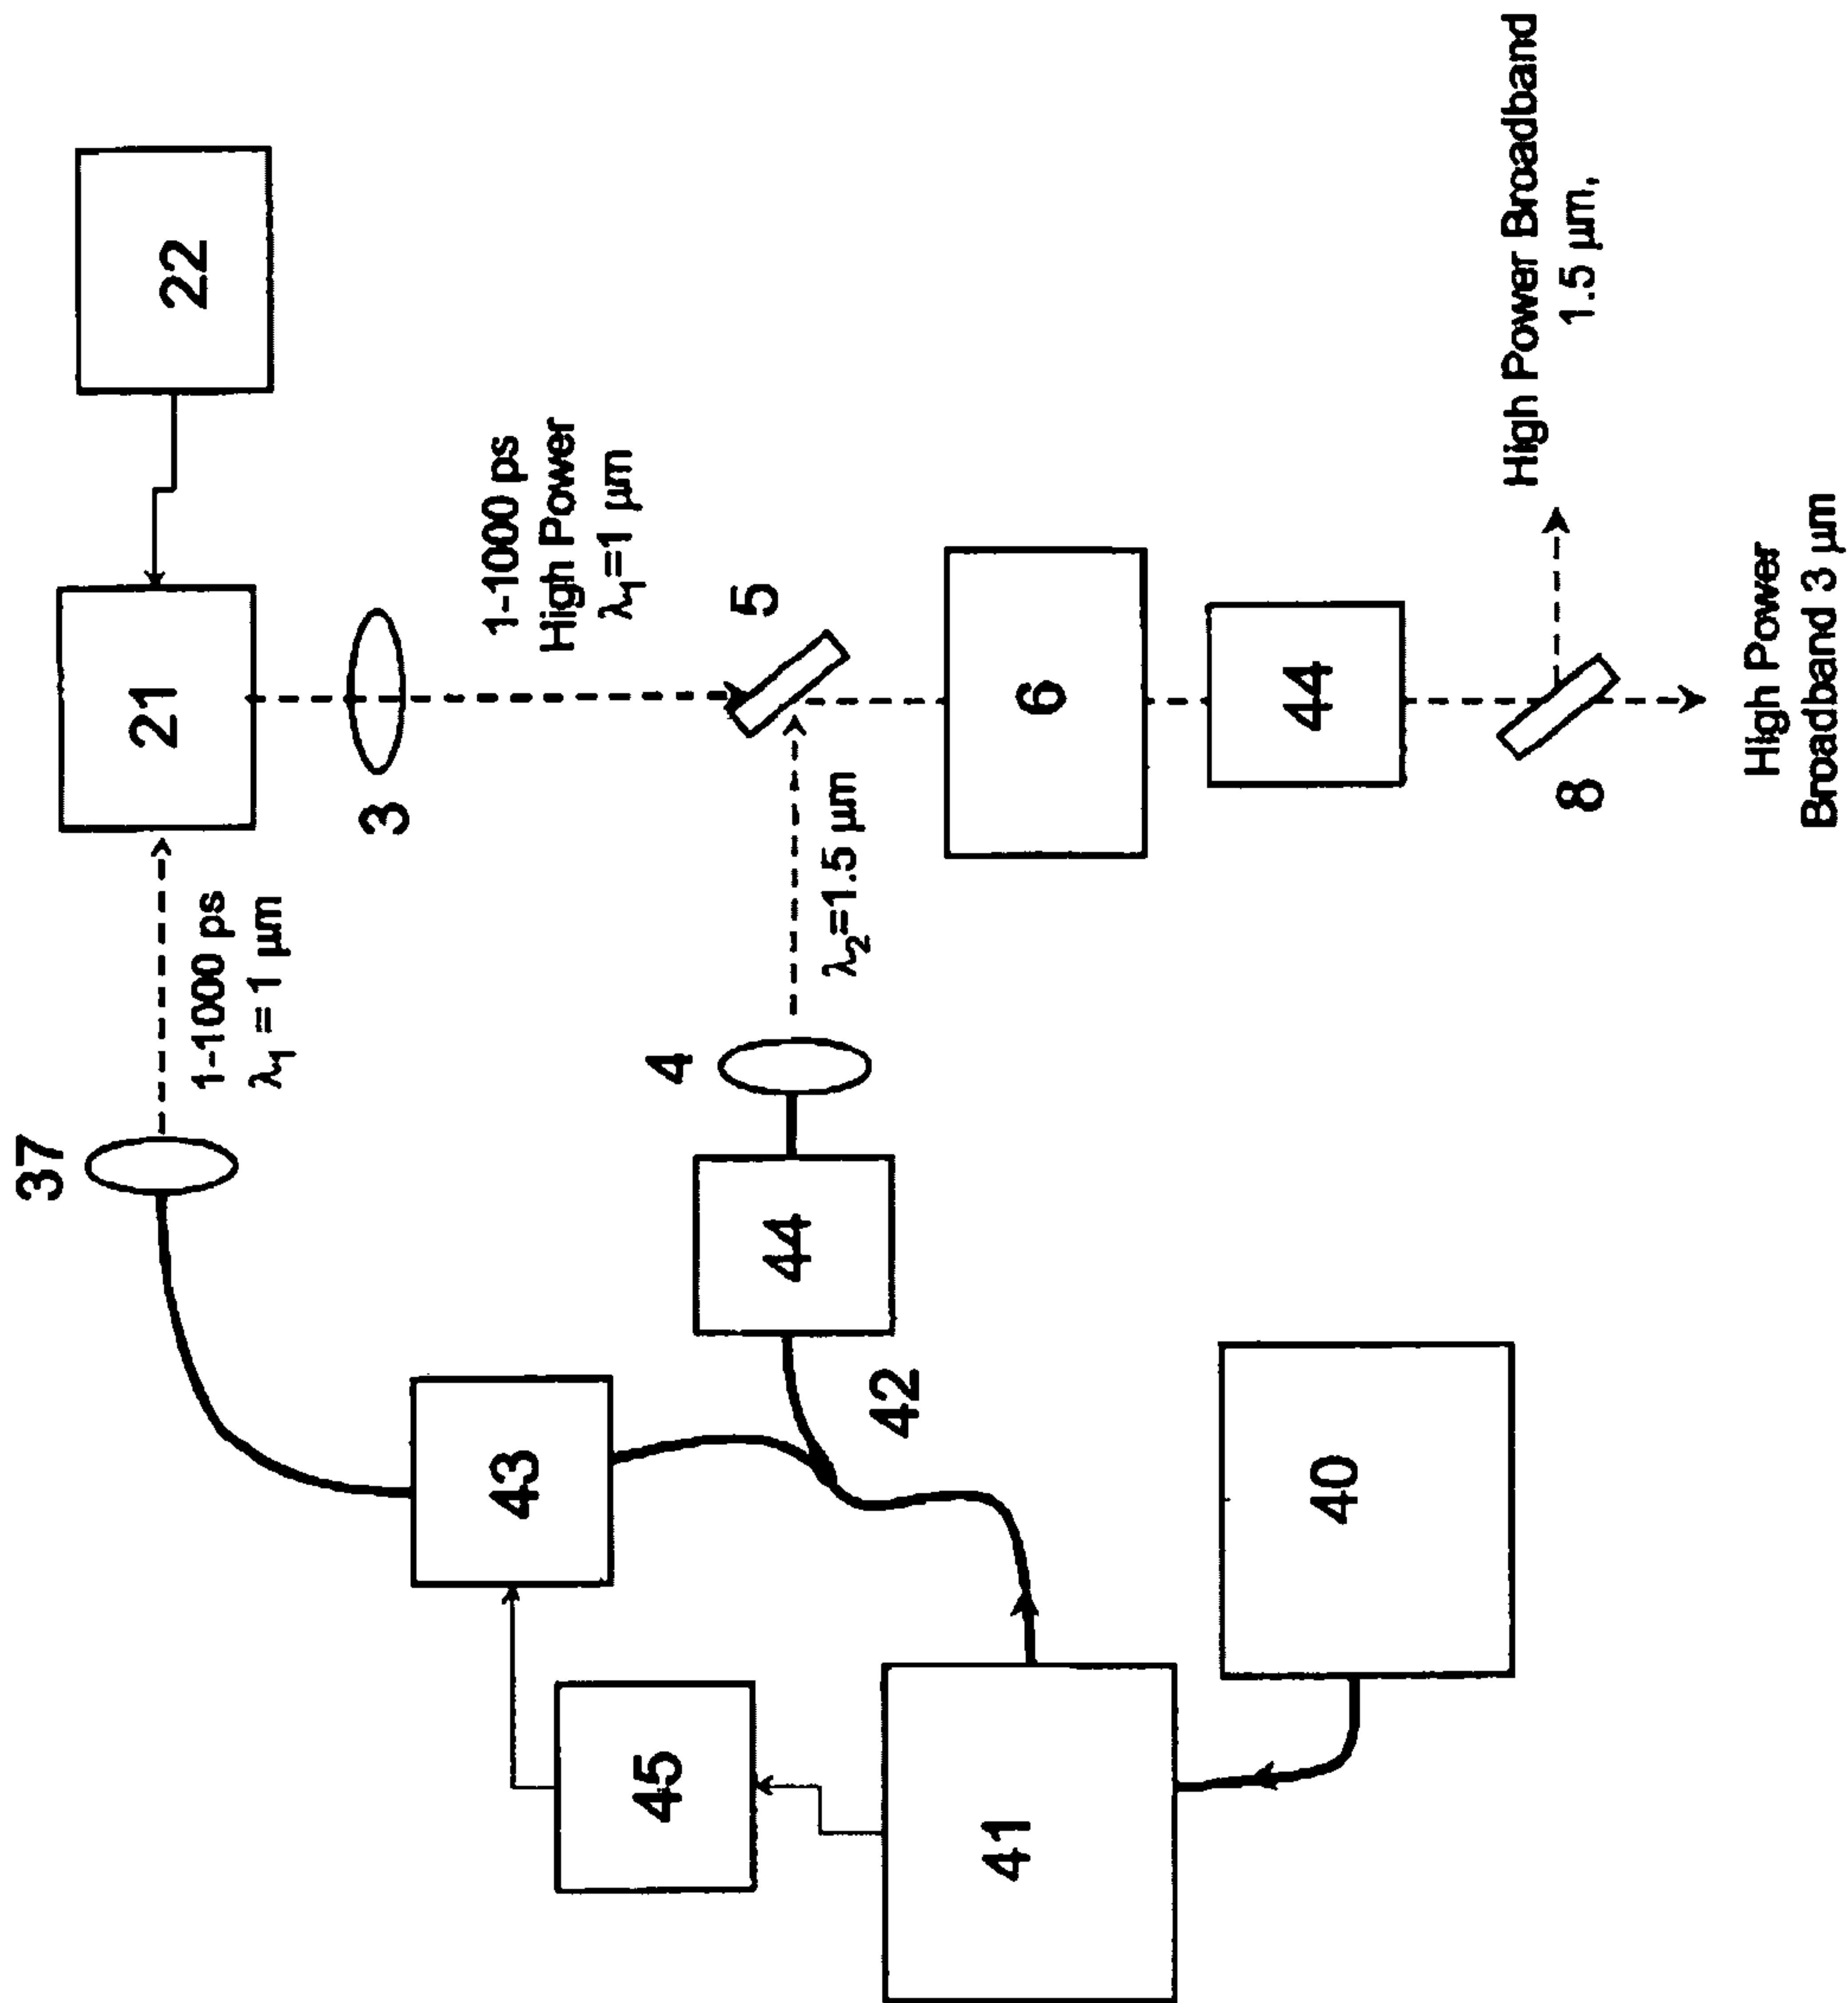 37
21
22
1-1000 ps
λ1 = 1 µm
3
1-1000 ps
High Power
λ1=1 µm
43
45
4
5
44
λ2=1.5 µm
42
41
6
40
44
High Power Broadband
1.5 µm,
8
High Power
Broadband 3 µm